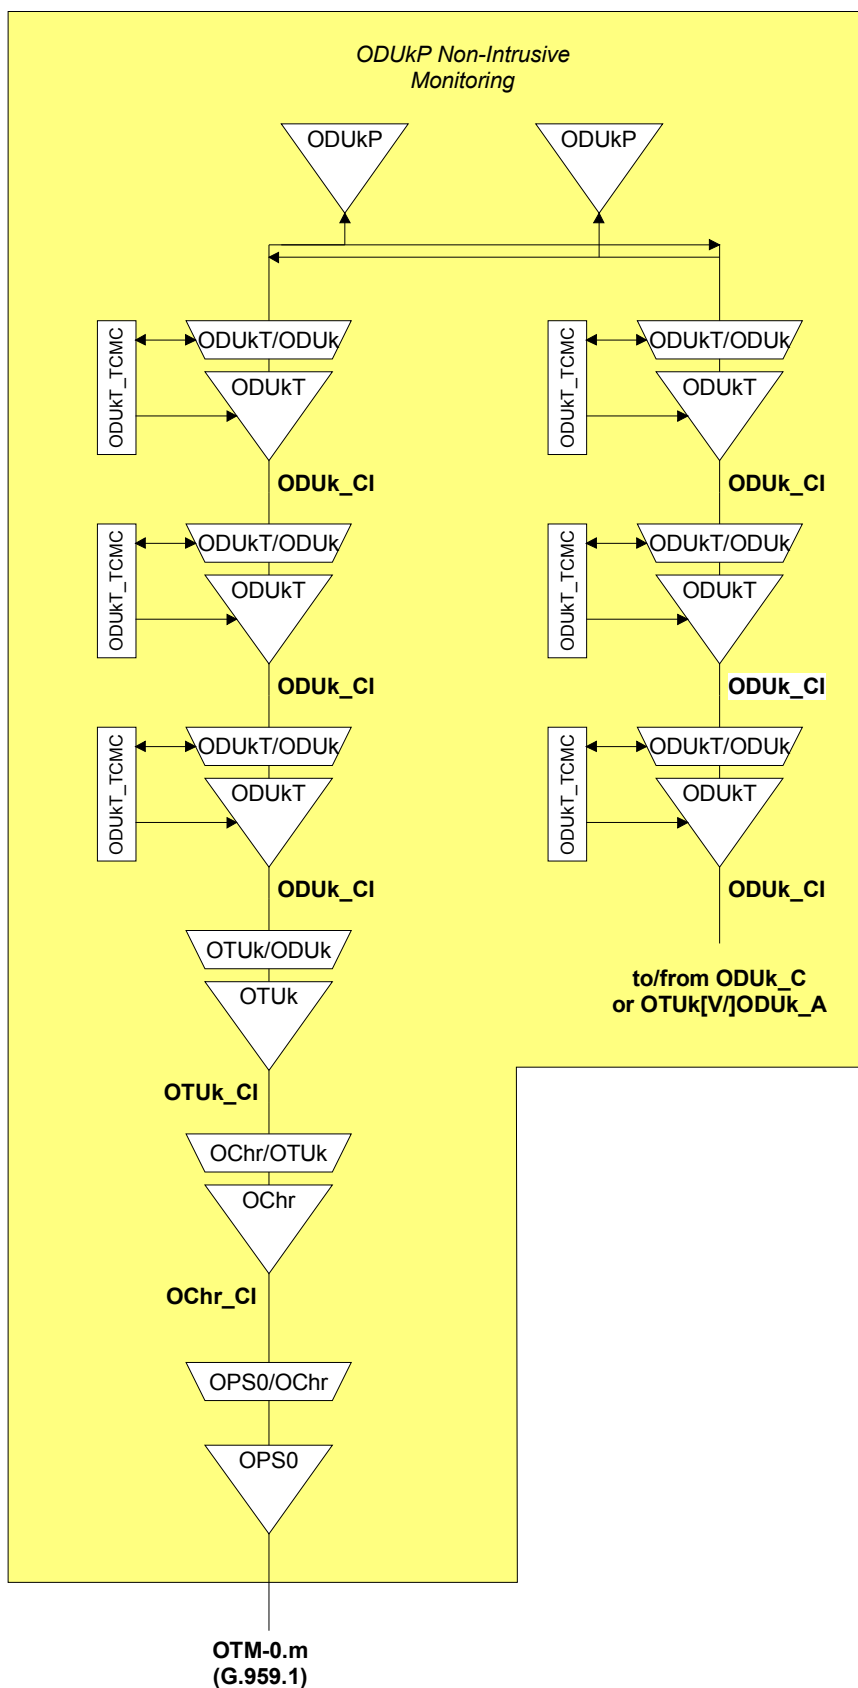 ODUkP Non-Intrusive
Monitoring
ODUkP
ODUkP
ODUkT_TCMC
ODUkT/ODUk
ODUkT
ODUk_CI
ODUkT_TCMC
ODUkT/ODUk
ODUkT
ODUk_CI
ODUkT_TCMC
ODUkT/ODUk
ODUkT
ODUk_CI
ODUkT_TCMC
ODUkT/ODUk
ODUkT
ODUk_CI
ODUkT_TCMC
ODUkT/ODUk
ODUkT
ODUk_CI
ODUkT_TCMC
ODUkT/ODUk
ODUkT
ODUk_CI
OTUk/ODUk
OTUk
to/from ODUk_C
or OTUk[V/]ODUk_A
OTUk_CI
OChr/OTUk
OChr
OChr_CI
OPS0/OChr
OPS0
OTM-0.m
(G.959.1)